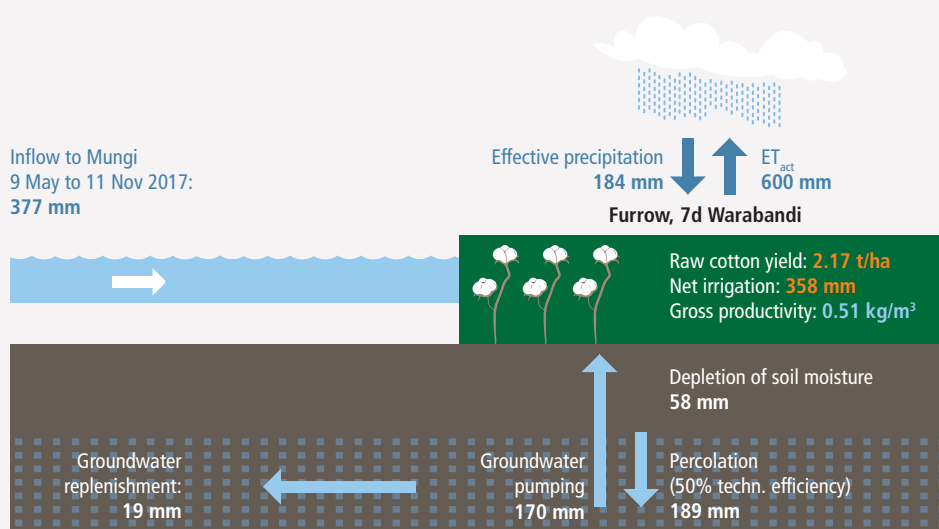 Inflow to Mungi
9 May to 11 Nov 2017:
377 mm
Effective precipitation
184 mm
ETact
600 mm
Furrow, 7d Warabandi
Raw cotton yield: 2.17 t/ha
Net irrigation: 358 mm
Gross productivity: 0.51 kg/m³
Depletion of soil moisture
58 mm
Groundwater
replenishment:
19 mm
Groundwater
pumping
170 mm
Percolation
(50% techn. efficiency)
189 mm